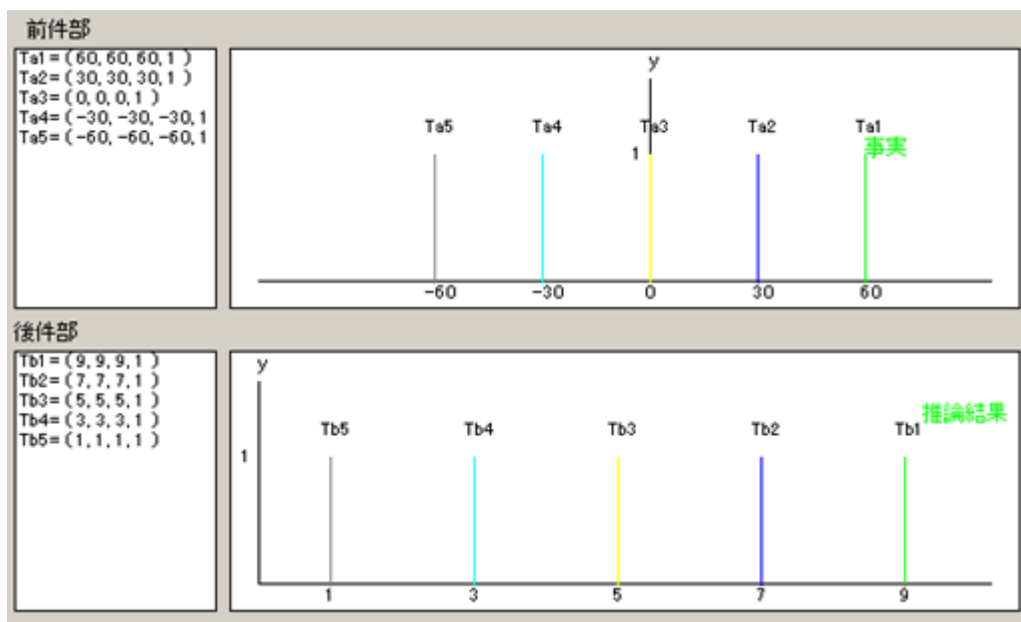 前件部
Ta1=(60,60,60,1 )
Ta2=(30,30,30,1 )
Ta3=(0,0,0,1 )
Ta4=(-30,-30,-30,1
Ta5=(-60,-60,-60,1
y
Ta5 Ta4 Ta3 Ta2 Ta1
事実
1
-60 -30 0 30 60
後件部
Tb1=(9,9,9,1 )
Tb2=(7,7,7,1 )
Tb3=(5,5,5,1 )
Tb4=(3,3,3,1 )
Tb5=(1,1,1,1 )
y
推論結果
Tb5 Tb4 Tb3 Tb2 Tb1
1
1 3 5 7 9